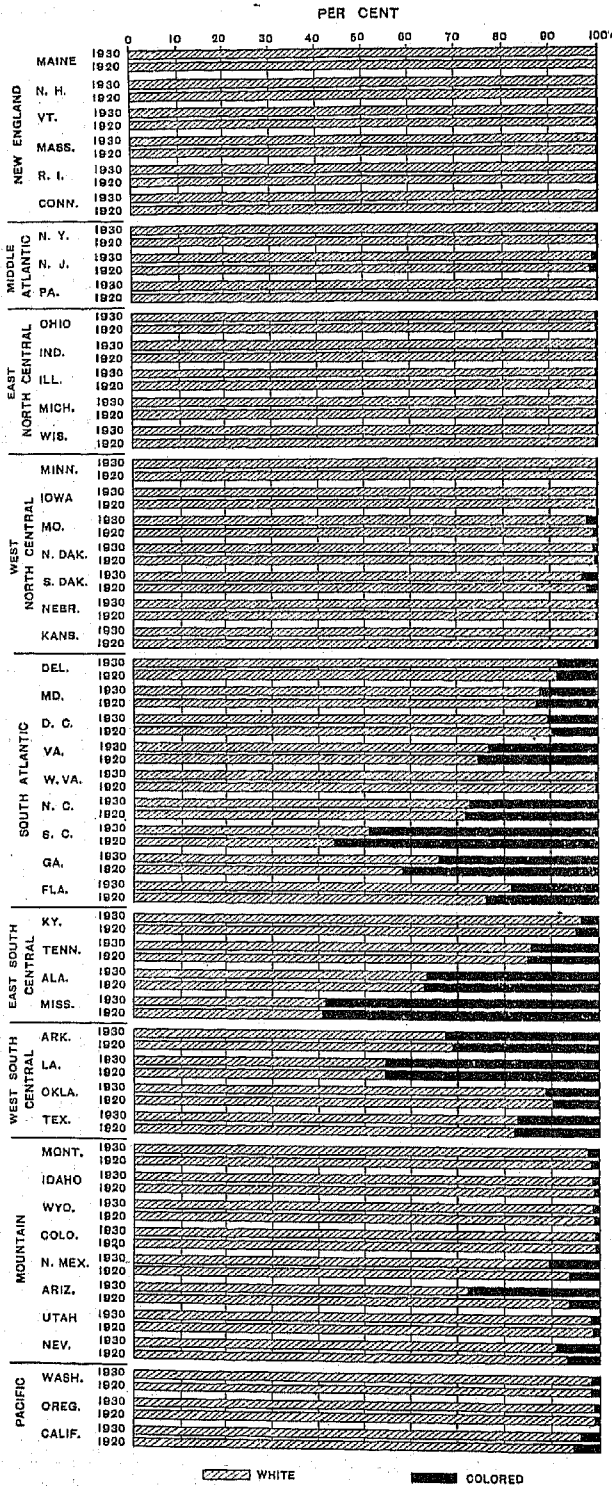 PER CENT
0 10 20 30 40 50 60 70 80 90 100%
NEW ENGLAND
MAINE 1930
1920
N. H. 1930
1920
VT. 1930
1920
MASS. 1930
1920
R. I. 1930
1920
CONN. 1930
1920
MIDDLE ATLANTIC
N. Y. 1930
1920
N. J. 1930
1920
PA. 1930
1920
EAST NORTH CENTRAL
OHIO 1930
1920
IND. 1930
1920
ILL. 1930
1920
MICH. 1930
1920
WIS. 1930
1920
WEST NORTH CENTRAL
MINN. 1930
1920
IOWA 1930
1920
MO. 1930
1920
N. DAK. 1930
1920
S. DAK. 1930
1920
NEBR. 1930
1920
KANS. 1930
1920
SOUTH ATLANTIC
DEL. 1930
1920
MD. 1930
1920
D. C. 1930
1920
VA. 1930
1920
W. VA. 1930
1920
N. C. 1930
1920
S. C. 1930
1920
GA. 1930
1920
FLA. 1930
1920
EAST SOUTH CENTRAL
KY. 1930
1920
TENN. 1930
1920
ALA. 1930
1920
MISS. 1930
1920
WEST SOUTH CENTRAL
ARK. 1930
1920
LA. 1930
1920
OKLA. 1930
1920
TEX. 1930
1920
MOUNTAIN
MONT. 1930
1920
IDAHO 1930
1920
WYO. 1930
1920
COLO. 1930
1920
N. MEX. 1930
1920
ARIZ. 1930
1920
UTAH 1930
1920
NEV. 1930
1920
PACIFIC
WASH. 1930
1920
OREG. 1930
1920
CALIF. 1930
1920
WHITE COLORED